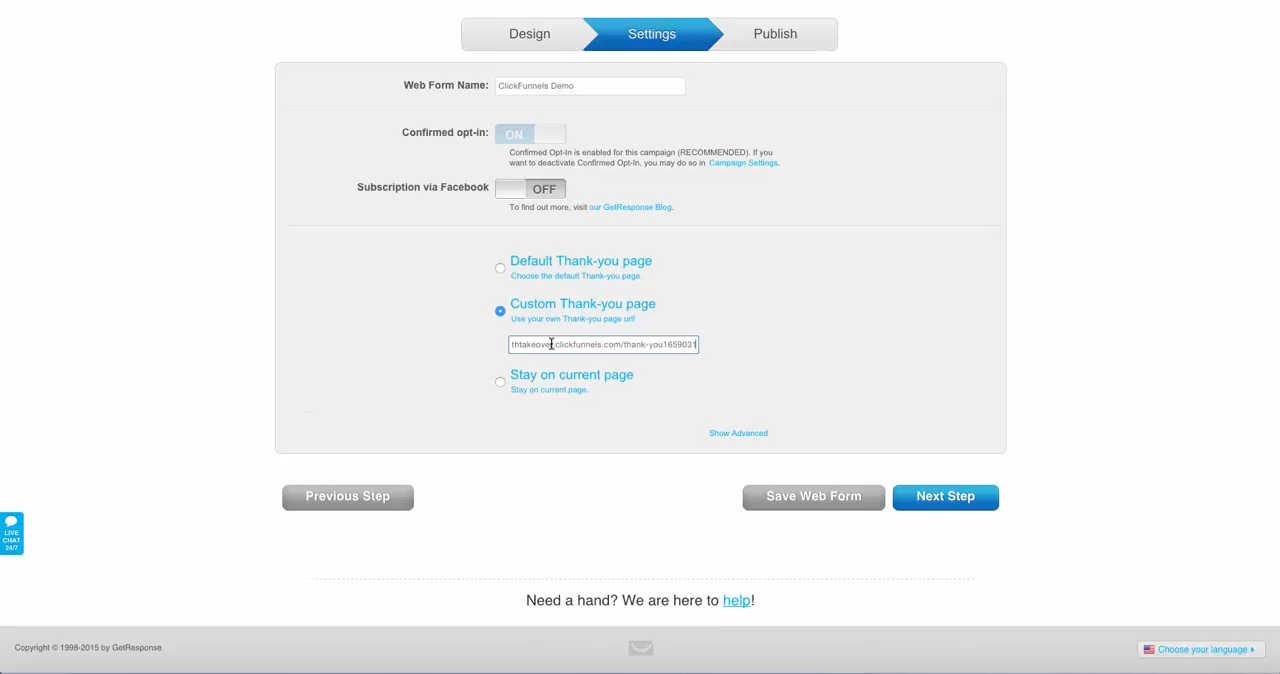 Design Settings Publish
Web Form Name: ClickFunnels Demo
Confirmed opt-in: ON
Confirmed Opt-In is enabled for this campaign (RECOMMENDED). If you
want to deactivate Confirmed Opt-In, you may do so in Campaign Settings.
Subscription via Facebook OFF
To find out more, visit our GetResponse Blog.
Default Thank-you page
Choose the default Thank-you page.
Custom Thank-you page
Use your own Thank-you page url!
thtakeover.clickfunnels.com/thank-you1659031
Stay on current page
Stay on current page.
Show Advanced
Previous Step Save Web Form Next Step
LIVE
CHAT
24/7
Need a hand? We are here to help!
Copyright © 1998-2015 by GetResponse
Choose your language